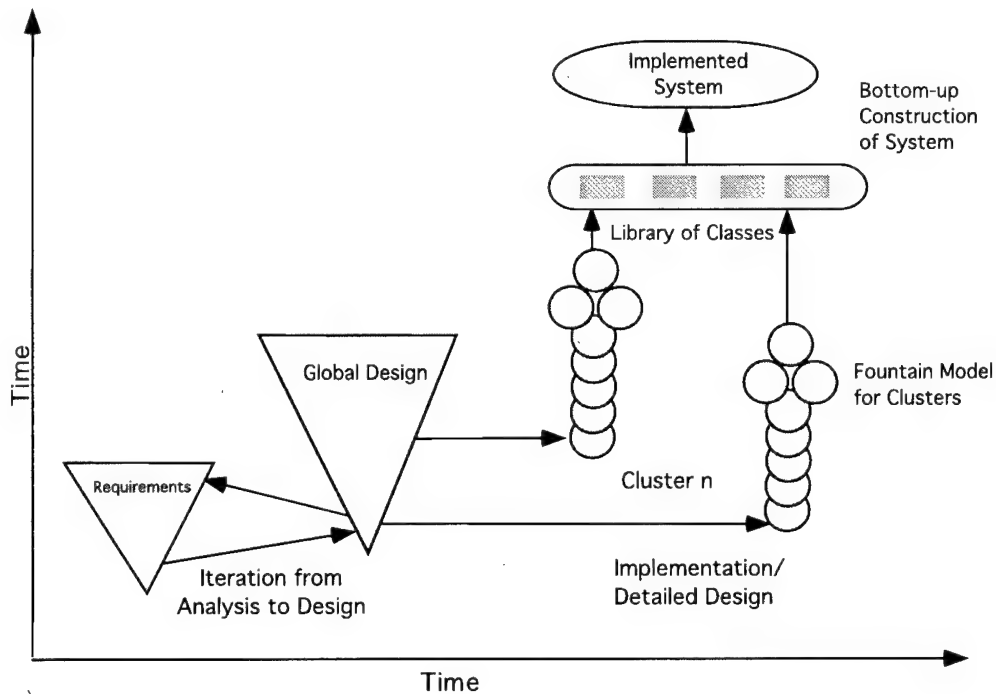 Implemented
System
Bottom-up
Construction
of System
Library of Classes
Global Design
Fountain Model
for Clusters
Time
Requirements
Cluster n
Iteration from
Analysis to Design
Implementation/
Detailed Design
Time